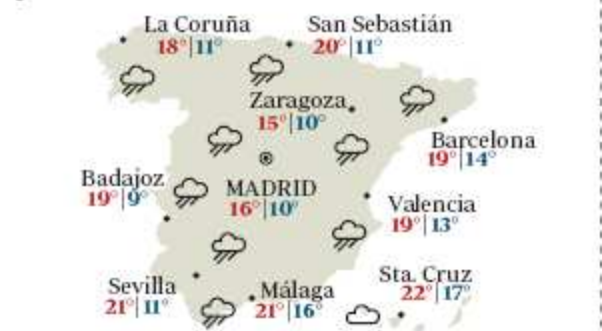 La Coruña
18°|11°
San Sebastián
20°|11°
Zaragoza
15°|10°
Barcelona
19°|14°
Badajoz
19°|9°
MADRID
16°|10°
Valencia
19°|13°
Sevilla
21°|11°
Málaga
21°|16°
Sta. Cruz
22°|17°